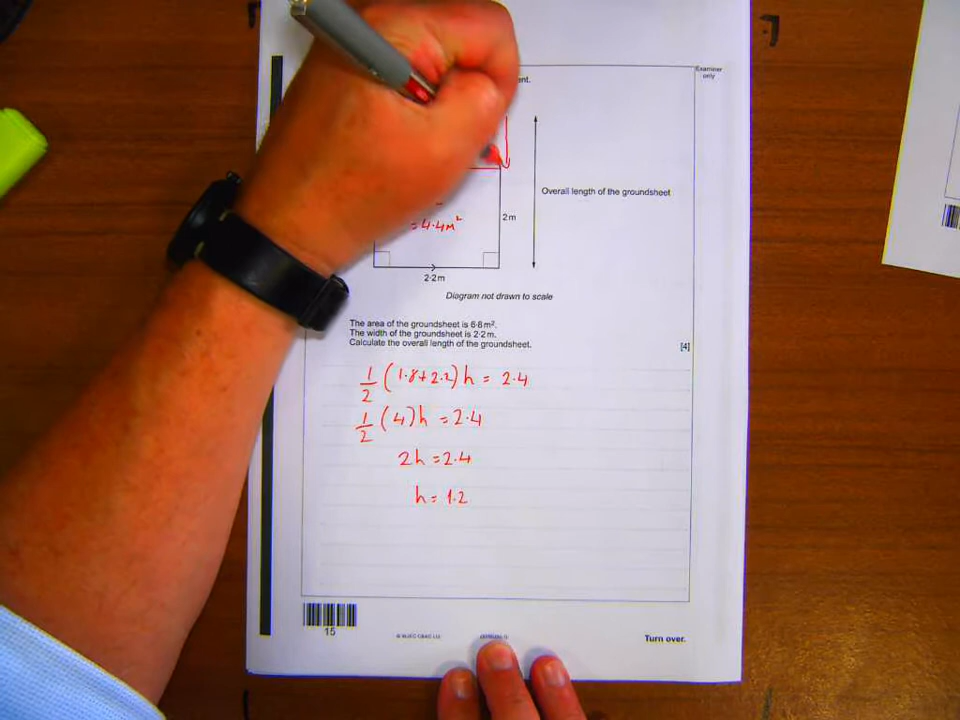 Examiner
only
ent.
Overall length of the groundsheet
2 m
= 4.4m²
2·2 m
Diagram not drawn to scale
The area of the groundsheet is 6·8 m².
The width of the groundsheet is 2·2 m.
Calculate the overall length of the groundsheet.
[4]
1/2 (1.8+2.2)h = 2.4
1/2 (4)h = 2.4
2h = 2.4
h = 1.2
15
Turn over.